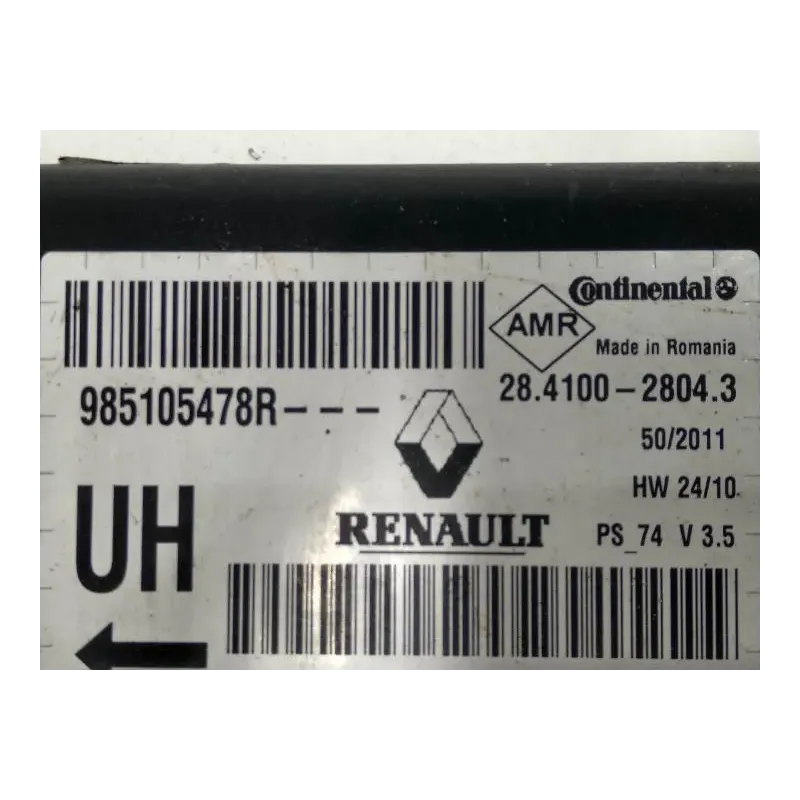 Continental
AMR
Made in Romania
985105478R---
28.4100-2804.3
50/2011
HW 24/10
UH
RENAULT
PS_74 V 3.5